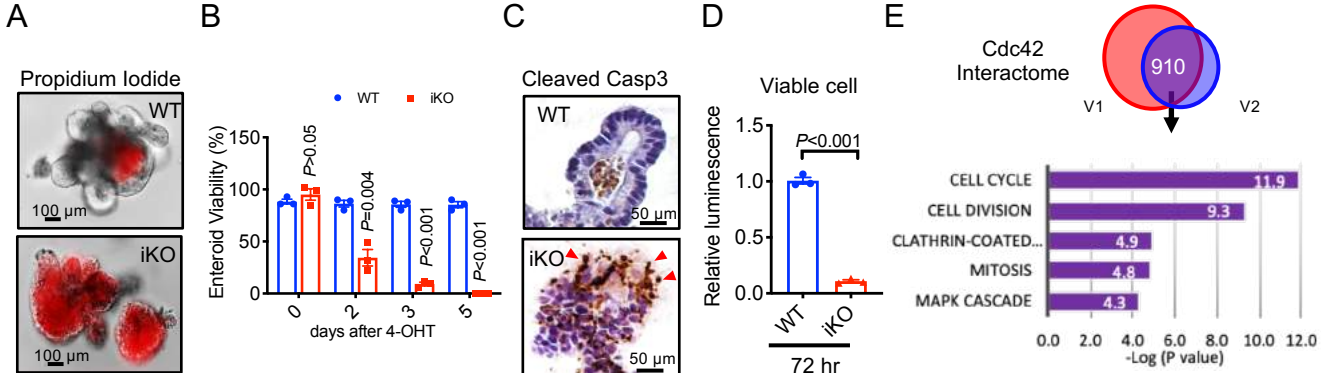 A
Propidium Iodide
WT
100 µm
iKO
100 µm
B
WT
iKO
Enteroid Viability (%)
150
100
50
0
P>0.05
P=0.004
P<0.001
P<0.001
0
2
3
5
days after 4-OHT
C
Cleaved Casp3
WT
50 µm
iKO
50 µm
D
Viable cell
P<0.001
Relative luminescence
1.5
1.0
0.5
0.0
WT
iKO
72 hr
E
Cdc42
Interactome
910
V1
V2
CELL CYCLE
11.9
CELL DIVISION
9.3
CLATHRIN-COATED...
4.9
MITOSIS
4.8
MAPK CASCADE
4.3
0.0 2.0 4.0 6.0 8.0 10.0 12.0
-Log (P value)